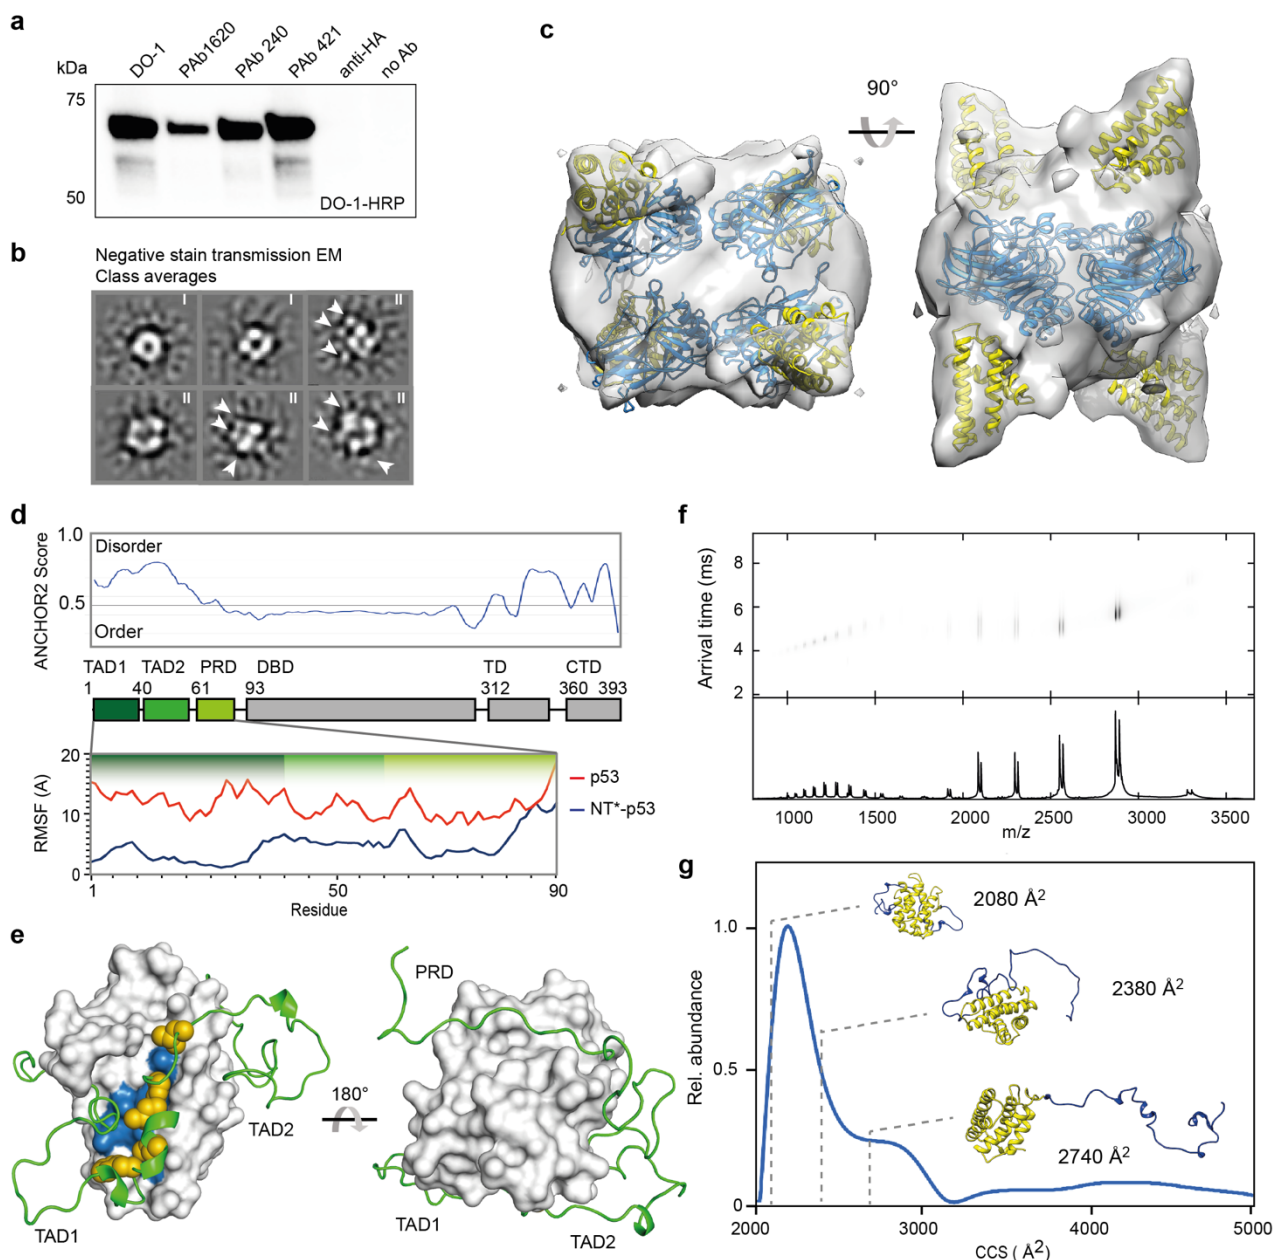 a
kDa
DO-1
PAb1620
PAb 240
PAb 421
anti-HA
no Ab
75
50
DO-1-HRP
b
Negative stain transmission EM
Class averages
I
I
II
II
II
II
c
90°
d
ANCHOR2 Score
1.0
0.5
Disorder
Order
TAD1 TAD2 PRD DBD TD CTD
1 40 61 93 312 360 393
RMSF (A)
20
10
0
p53
NT*-p53
1 50 90
Residue
e
TAD1
TAD2
180°
PRD
TAD1
TAD2
f
Arrival time (ms)
8
6
4
2
1000 1500 2000 2500 3000 3500
m/z
g
Rel. abundance
1.0
0.5
0
2080 Å2
2380 Å2
2740 Å2
2000 3000 4000 5000
CCS ( Å2)